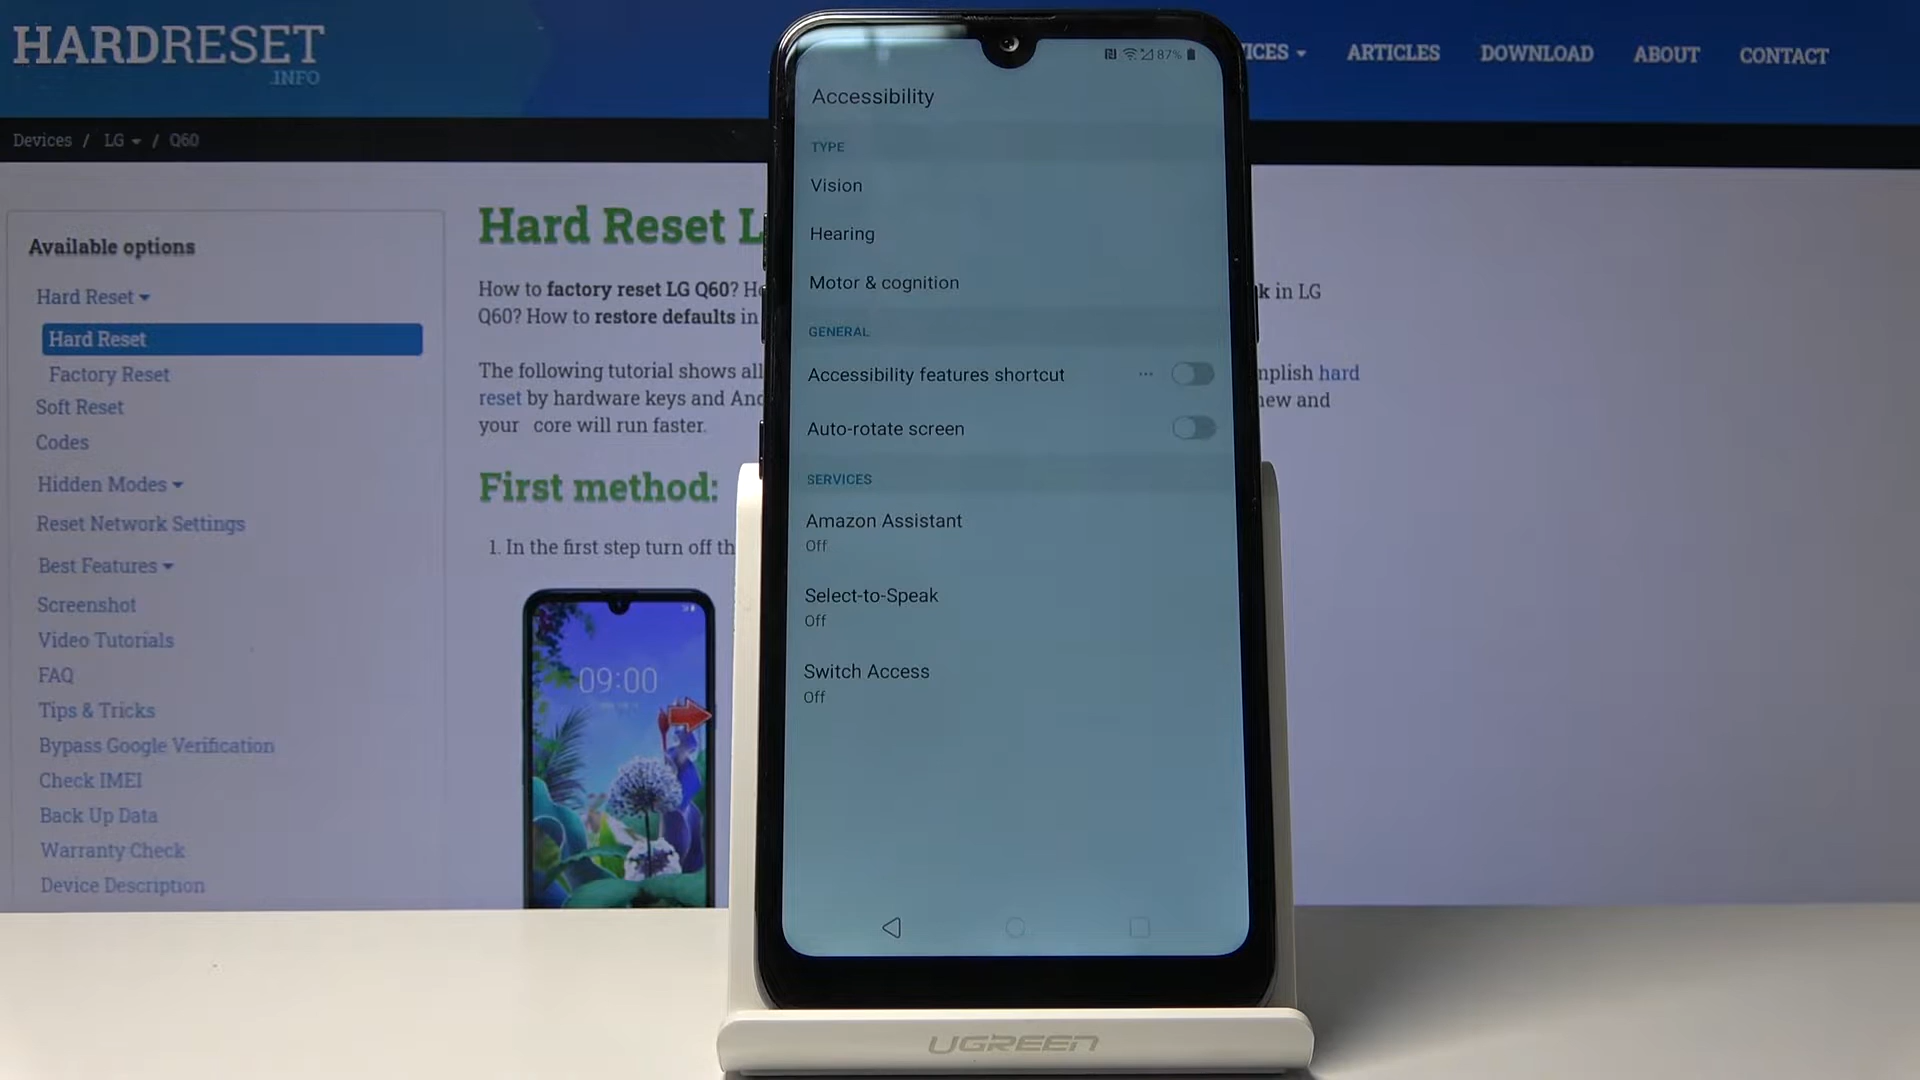 HARDRESET
.INFO
ICES
ARTICLES
DOWNLOAD
ABOUT
CONTACT
Devices / LG / Q60
Available options
Hard Reset
Hard Reset
Factory Reset
Soft Reset
Codes
Hidden Modes
Reset Network Settings
Best Features
Screenshot
Video Tutorials
FAQ
Tips & Tricks
Bypass Google Verification
Check IMEI
Back Up Data
Warranty Check
Device Description
Hard Reset L
How to factory reset LG Q60? Ho
k in LG
Q60? How to restore defaults in
The following tutorial shows all
mplish hard
reset by hardware keys and And
new and
your core will run faster.
First method:
1. In the first step turn off th
09:00
87%
Accessibility
TYPE
Vision
Hearing
Motor & cognition
GENERAL
Accessibility features shortcut ...
Auto-rotate screen
SERVICES
Amazon Assistant
Off
Select-to-Speak
Off
Switch Access
Off
UGREEN